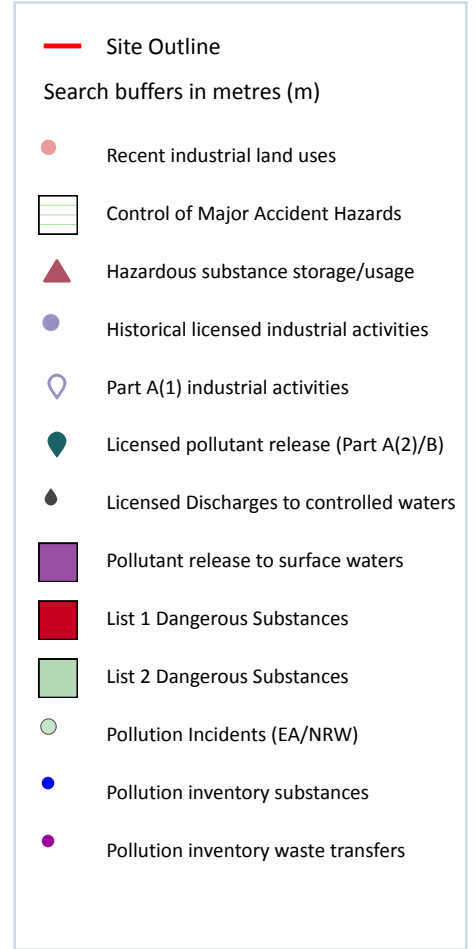 Site Outline
Search buffers in metres (m)
Recent industrial land uses
Control of Major Accident Hazards
Hazardous substance storage/usage
Historical licensed industrial activities
Part A(1) industrial activities
Licensed pollutant release (Part A(2)/B)
Licensed Discharges to controlled waters
Pollutant release to surface waters
List 1 Dangerous Substances
List 2 Dangerous Substances
Pollution Incidents (EA/NRW)
Pollution inventory substances
Pollution inventory waste transfers